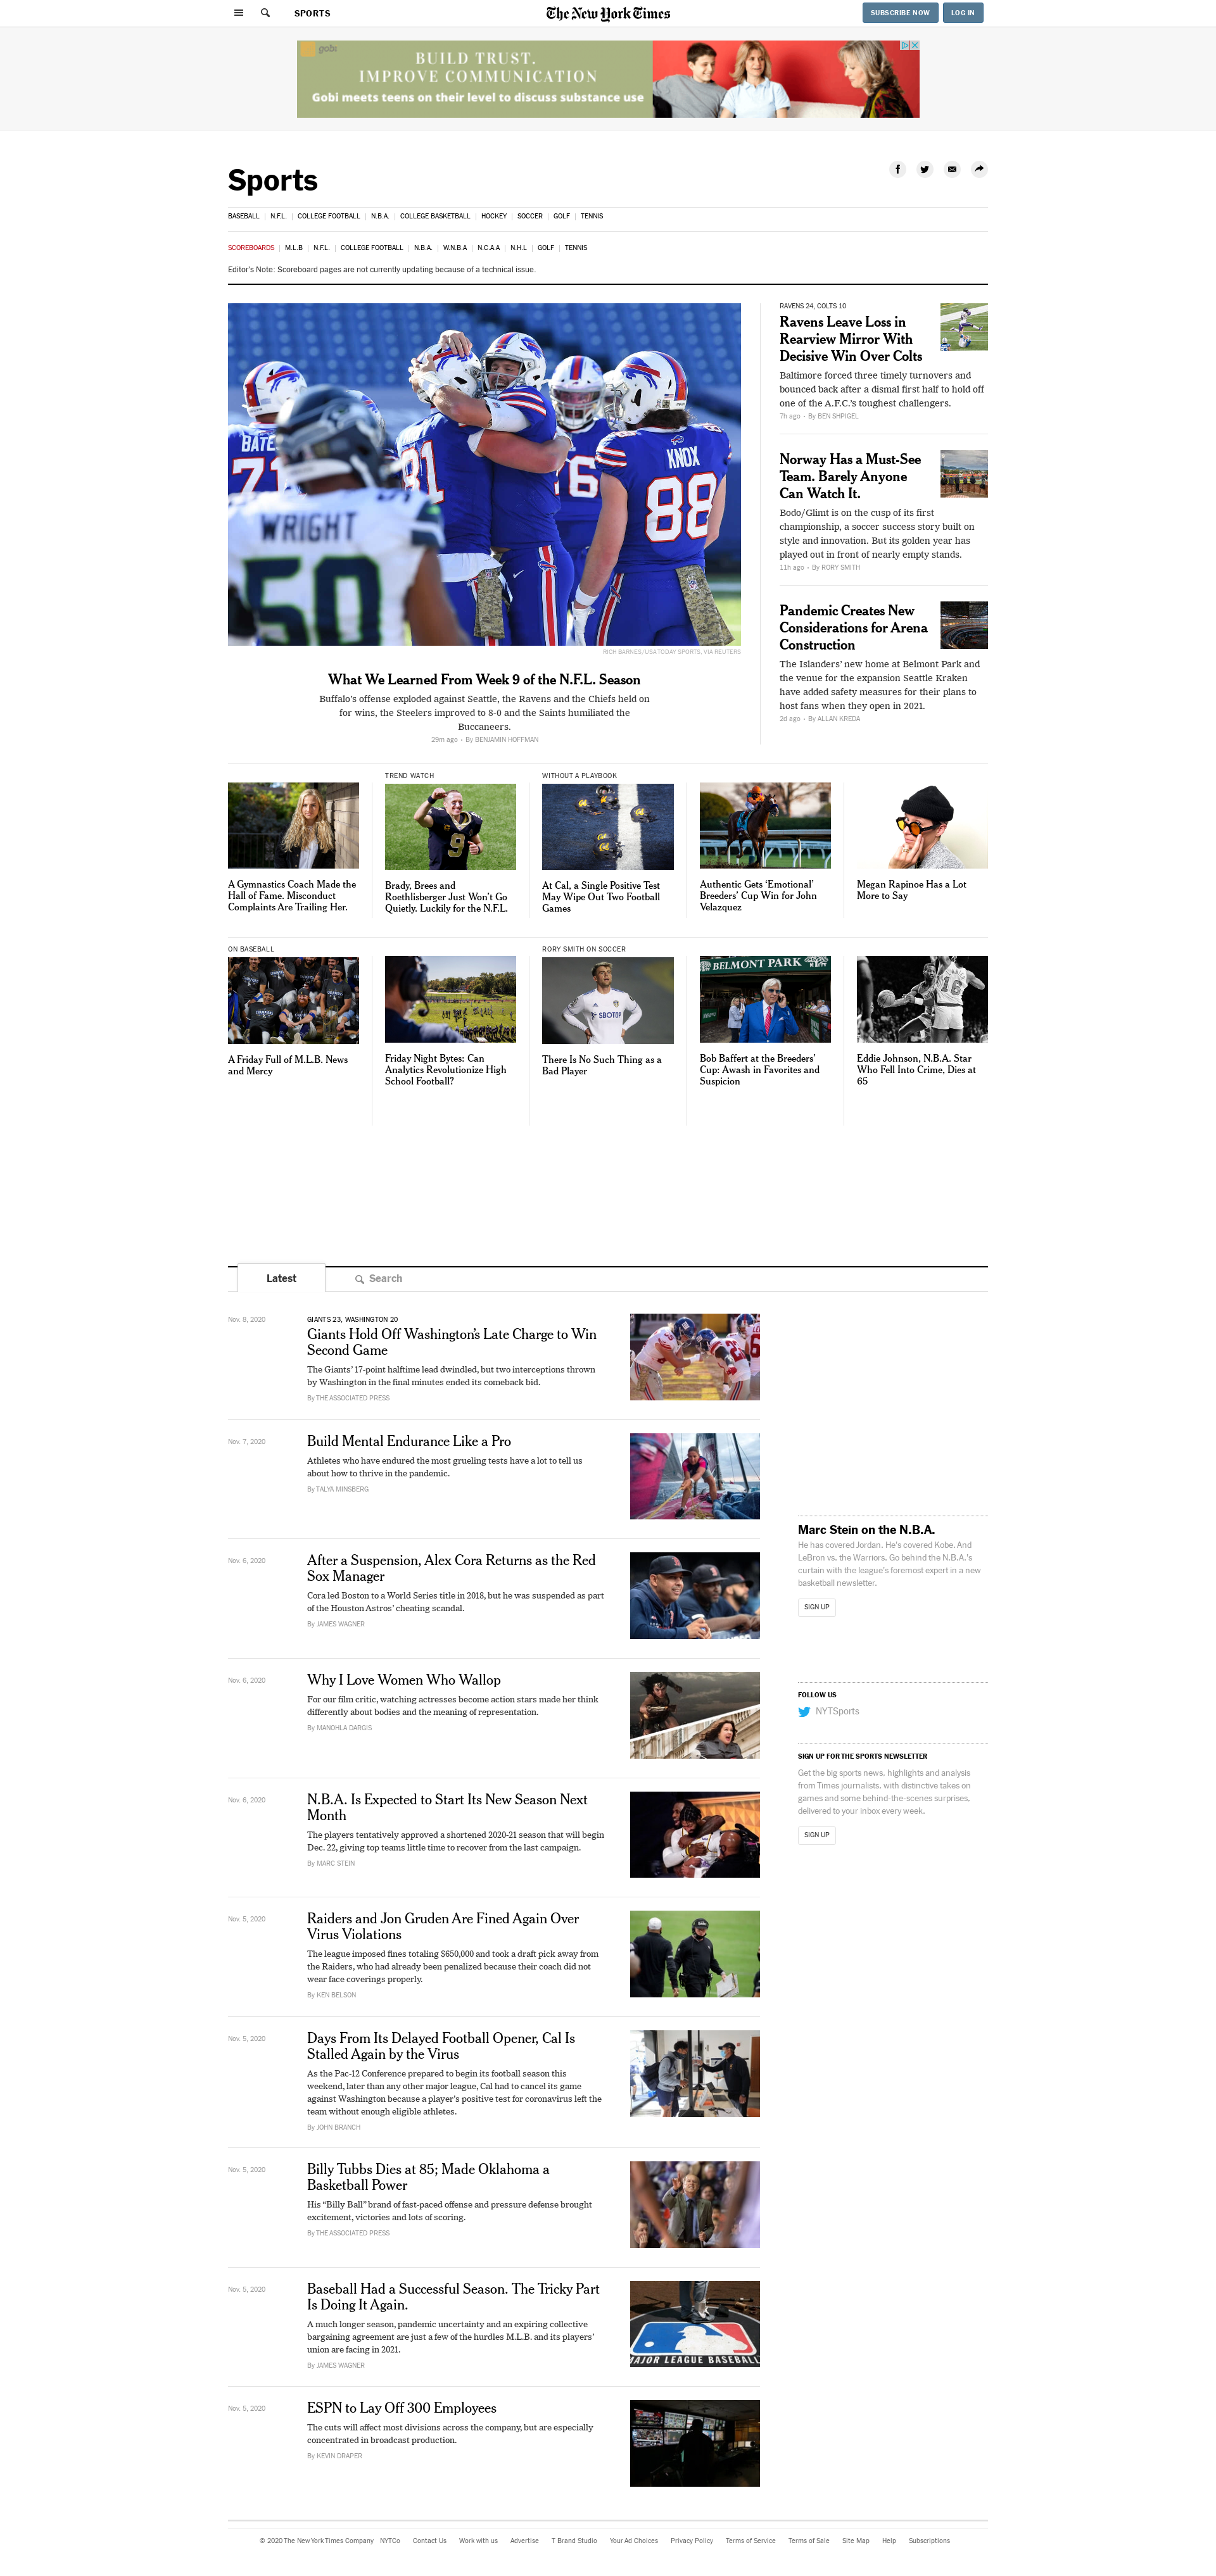 SPORTS
The New York Times
SUBSCRIBE NOW
LOG IN
gobi
BUILD TRUST.
IMPROVE COMMUNICATION
Gobi meets teens on their level to discuss substance use
Sports
BASEBALL | N.F.L. | COLLEGE FOOTBALL | N.B.A. | COLLEGE BASKETBALL | HOCKEY | SOCCER | GOLF | TENNIS
SCOREBOARDS | M.L.B | N.F.L. | COLLEGE FOOTBALL | N.B.A. | W.N.B.A | N.C.A.A | N.H.L | GOLF | TENNIS
Editor's Note: Scoreboard pages are not currently updating because of a technical issue.
BATES
71
WRIGHT
50
81
KNOX
88
RICH BARNES/USA TODAY SPORTS, VIA REUTERS
What We Learned From Week 9 of the N.F.L. Season
Buffalo's offense exploded against Seattle, the Ravens and the Chiefs held on
for wins, the Steelers improved to 8-0 and the Saints humiliated the
Buccaneers.
29m ago • By BENJAMIN HOFFMAN
RAVENS 24, COLTS 10
Ravens Leave Loss in
Rearview Mirror With
Decisive Win Over Colts
Baltimore forced three timely turnovers and
bounced back after a dismal first half to hold off
one of the A.F.C.'s toughest challengers.
7h ago • By BEN SHPIGEL
Norway Has a Must-See
Team. Barely Anyone
Can Watch It.
Bodo/Glimt is on the cusp of its first
championship, a soccer success story built on
style and innovation. But its golden year has
played out in front of nearly empty stands.
11h ago • By RORY SMITH
Pandemic Creates New
Considerations for Arena
Construction
The Islanders' new home at Belmont Park and
the venue for the expansion Seattle Kraken
have added safety measures for their plans to
host fans when they open in 2021.
2d ago • By ALLAN KREDA
A Gymnastics Coach Made the
Hall of Fame. Misconduct
Complaints Are Trailing Her.
TREND WATCH
9
Brady, Brees and
Roethlisberger Just Won't Go
Quietly. Luckily for the N.F.L.
WITHOUT A PLAYBOOK
Cal
At Cal, a Single Positive Test
May Wipe Out Two Football
Games
Authentic Gets 'Emotional'
Breeders' Cup Win for John
Velazquez
Megan Rapinoe Has a Lot
More to Say
ON BASEBALL
A Friday Full of M.L.B. News
and Mercy
Friday Night Bytes: Can
Analytics Revolutionize High
School Football?
RORY SMITH ON SOCCER
SBOTOP
There Is No Such Thing as a
Bad Player
BELMONT PARK
Bob Baffert at the Breeders'
Cup: Awash in Favorites and
Suspicion
16
Eddie Johnson, N.B.A. Star
Who Fell Into Crime, Dies at
65
Latest
Search
Nov. 8, 2020
GIANTS 23, WASHINGTON 20
Giants Hold Off Washington's Late Charge to Win
Second Game
The Giants' 17-point halftime lead dwindled, but two interceptions thrown
by Washington in the final minutes ended its comeback bid.
By THE ASSOCIATED PRESS
Nov. 7, 2020
Build Mental Endurance Like a Pro
Athletes who have endured the most grueling tests have a lot to tell us
about how to thrive in the pandemic.
By TALYA MINSBERG
Nov. 6, 2020
After a Suspension, Alex Cora Returns as the Red
Sox Manager
Cora led Boston to a World Series title in 2018, but he was suspended as part
of the Houston Astros' cheating scandal.
By JAMES WAGNER
Nov. 6, 2020
Why I Love Women Who Wallop
For our film critic, watching actresses become action stars made her think
differently about bodies and the meaning of representation.
By MANOHLA DARGIS
Nov. 6, 2020
N.B.A. Is Expected to Start Its New Season Next
Month
The players tentatively approved a shortened 2020-21 season that will begin
Dec. 22, giving top teams little time to recover from the last campaign.
By MARC STEIN
Nov. 5, 2020
Raiders and Jon Gruden Are Fined Again Over
Virus Violations
The league imposed fines totaling $650,000 and took a draft pick away from
the Raiders, who had already been penalized because their coach did not
wear face coverings properly.
By KEN BELSON
Nov. 5, 2020
Days From Its Delayed Football Opener, Cal Is
Stalled Again by the Virus
As the Pac-12 Conference prepared to begin its football season this
weekend, later than any other major league, Cal had to cancel its game
against Washington because a player's positive test for coronavirus left the
team without enough eligible athletes.
By JOHN BRANCH
Nov. 5, 2020
Billy Tubbs Dies at 85; Made Oklahoma a
Basketball Power
His "Billy Ball" brand of fast-paced offense and pressure defense brought
excitement, victories and lots of scoring.
By THE ASSOCIATED PRESS
Nov. 5, 2020
Baseball Had a Successful Season. The Tricky Part
Is Doing It Again.
A much longer season, pandemic uncertainty and an expiring collective
bargaining agreement are just a few of the hurdles M.L.B. and its players'
union are facing in 2021.
By JAMES WAGNER
MAJOR LEAGUE BASEBALL
Nov. 5, 2020
ESPN to Lay Off 300 Employees
The cuts will affect most divisions across the company, but are especially
concentrated in broadcast production.
By KEVIN DRAPER
Marc Stein on the N.B.A.
He has covered Jordan. He's covered Kobe. And
LeBron vs. the Warriors. Go behind the N.B.A.'s
curtain with the league's foremost expert in a new
basketball newsletter.
SIGN UP
FOLLOW US
NYTSports
SIGN UP FOR THE SPORTS NEWSLETTER
Get the big sports news, highlights and analysis
from Times journalists, with distinctive takes on
games and some behind-the-scenes surprises,
delivered to your inbox every week.
SIGN UP
© 2020 The New York Times Company NYTCo Contact Us Work with us Advertise T Brand Studio Your Ad Choices Privacy Policy Terms of Service Terms of Sale Site Map Help Subscriptions